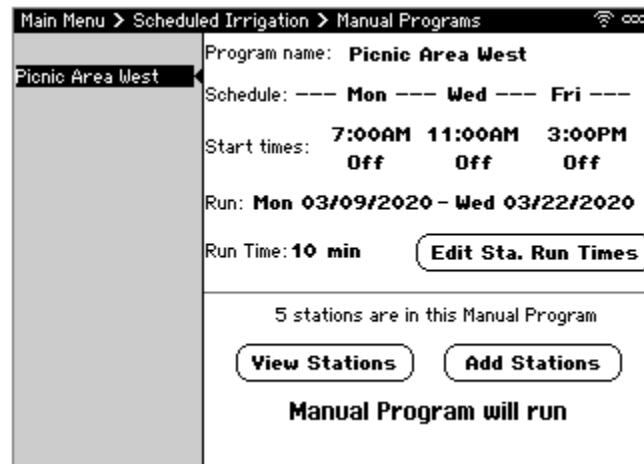 Main Menu > Scheduled Irrigation > Manual Programs
Picnic Area West
Program name: Picnic Area West
Schedule: --- Mon --- Wed --- Fri ---
Start times: 7:00AM 11:00AM 3:00PM
Off Off Off
Run: Mon 03/09/2020 - Wed 03/22/2020
Run Time: 10 min Edit Sta. Run Times
5 stations are in this Manual Program
View Stations Add Stations
Manual Program will run